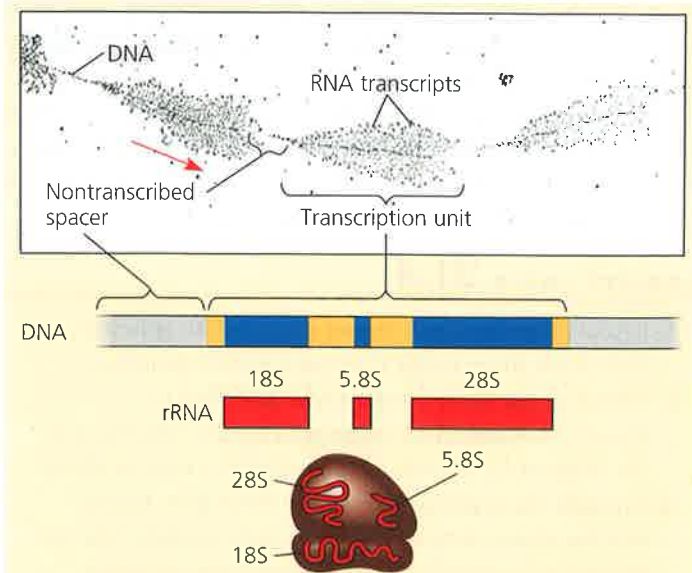 DNA
RNA transcripts
Nontranscribed
spacer
Transcription unit
DNA
18S
5.8S
28S
rRNA
28S
5.8S
18S